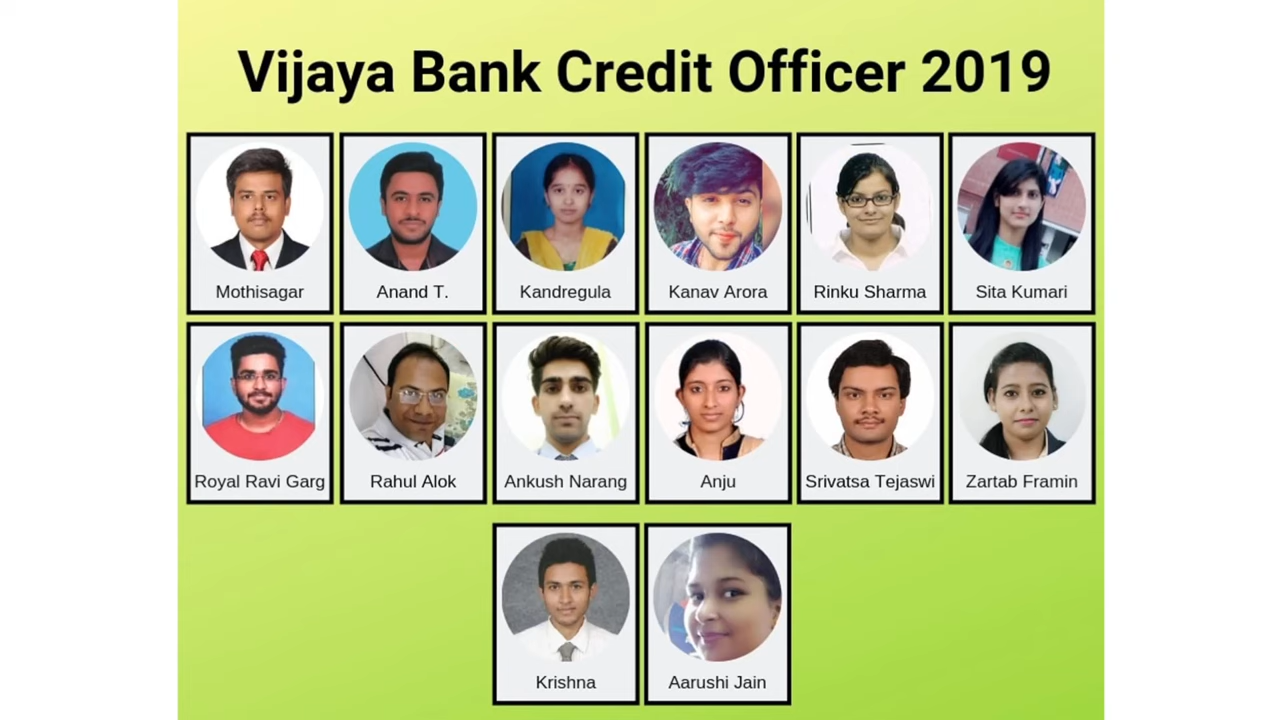 Vijaya Bank Credit Officer 2019
Mothisagar
Anand T.
Kandregula
Kanav Arora
Rinku Sharma
Sita Kumari
Royal Ravi Garg
Rahul Alok
Ankush Narang
Anju
Srivatsa Tejaswi
Zartab Framin
Krishna
Aarushi Jain